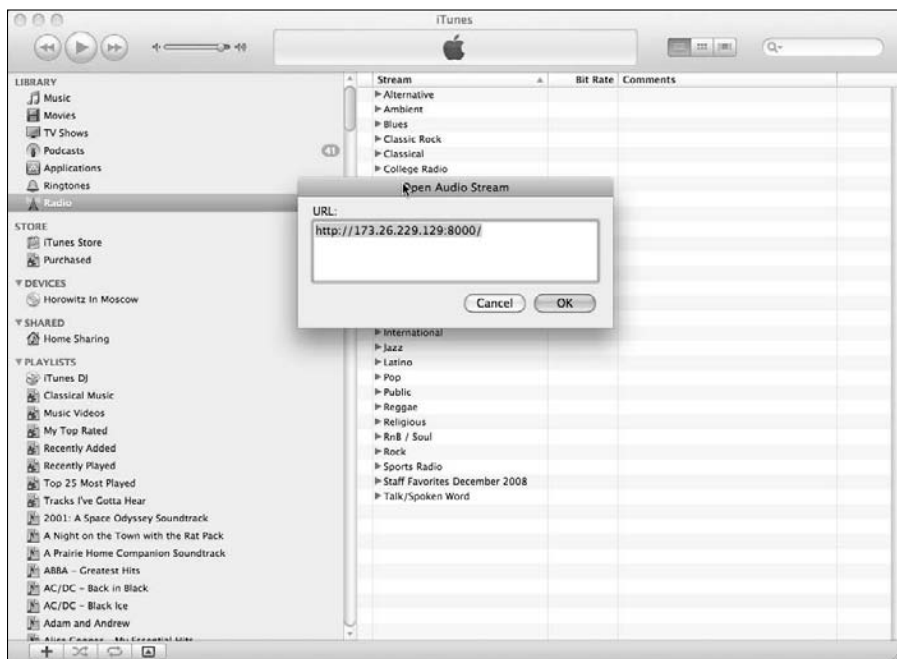 iTunes
LIBRARY
Music
Movies
TV Shows
Podcasts
41
Applications
Ringtones
Radio
STORE
iTunes Store
Purchased
DEVICES
Horowitz In Moscow
SHARED
Home Sharing
PLAYLISTS
iTunes DJ
Classical Music
Music Videos
My Top Rated
Recently Added
Recently Played
Top 25 Most Played
Tracks I've Gotta Hear
2001: A Space Odyssey Soundtrack
A Night on the Town with the Rat Pack
A Prairie Home Companion Soundtrack
ABBA – Greatest Hits
AC/DC – Back in Black
AC/DC – Black Ice
Adam and Andrew
Alice Cooper – My Essential Hits
Stream Bit Rate Comments
Alternative
Ambient
Blues
Classic Rock
Classical
College Radio
Open Audio Stream
URL:
http://173.26.229.129:8000/
Cancel OK
International
Jazz
Latino
Pop
Public
Reggae
Religious
RnB / Soul
Rock
Sports Radio
Staff Favorites December 2008
Talk/Spoken Word